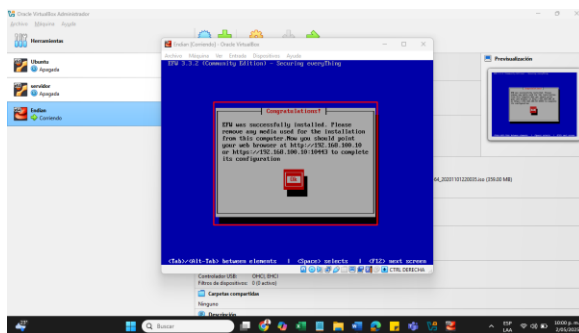 Oracle VirtualBox Administrador
Archivo Máquina Ayuda
Herramientas
Ubuntu
Apagada
servidor
Apagada
Endian
Corriendo
Endian [Corriendo] - Oracle VirtualBox
Archivo Máquina Ver Entrada Dispositivos Ayuda
EFW 3.3.2 (Community Edition) - Securing everything
Congratulations!
EFW was successfully installed. Please
remove any media used for the installation
from this computer.Now you should point
your web browser at http://192.168.100.10
or https://192.168.100.10:10443 to complete
its configuration
Ok
<Tab>/<Alt-Tab> between elements | <Space> selects | <F12> next screen
CTRL DERECHA
Previsualización
Controlador USB: OHCI, EHCI
Filtros de dispositivos: 0 (0 activo)
Carpetas compartidas
Ninguno
Descripción
Buscar
ESP
LAA
10:00 p. m.